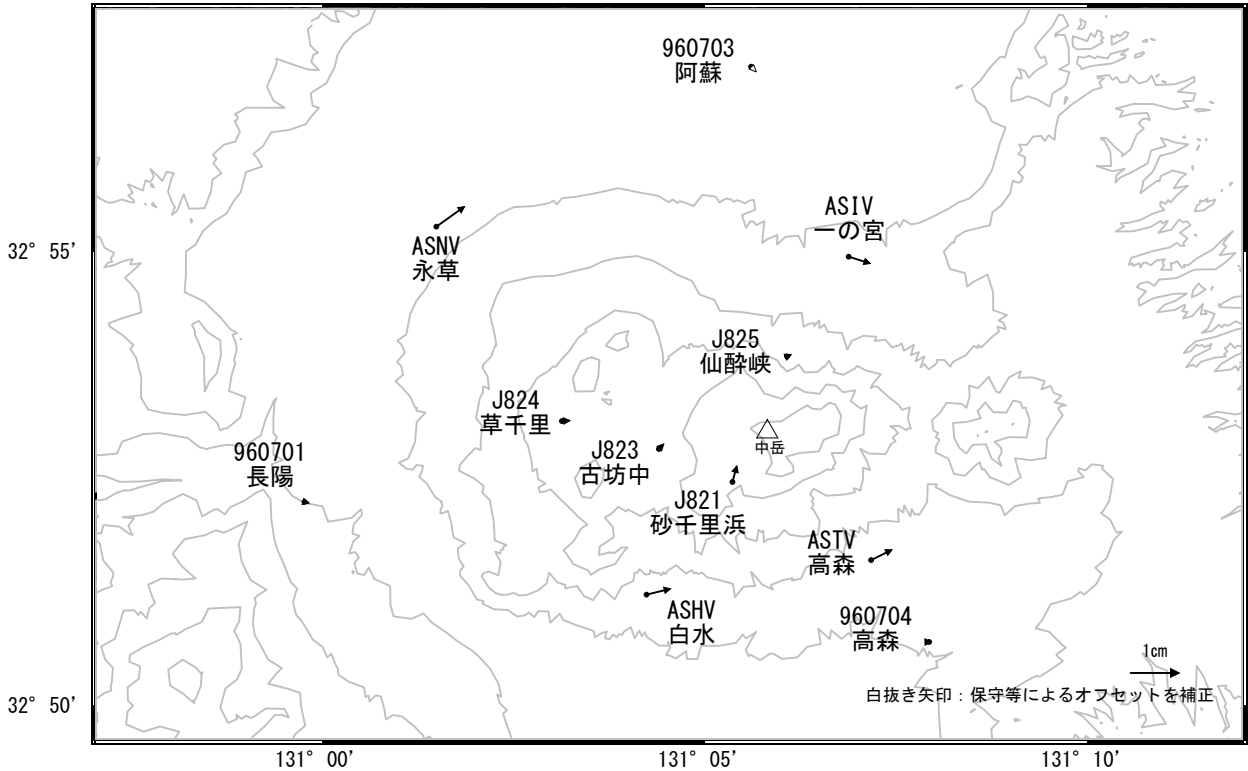 960703
阿蘇
ASIV
一の宮
ASNV
永草
32° 55'
J825
仙酔峡
J824
草千里
中岳
J823
古坊中
960701
長陽
J821
砂千里浜
ASTV
高森
ASHV
白水
960704
高森
1cm
白抜き矢印：保守等によるオフセットを補正
32° 50'
131° 00'
131° 05'
131° 10'